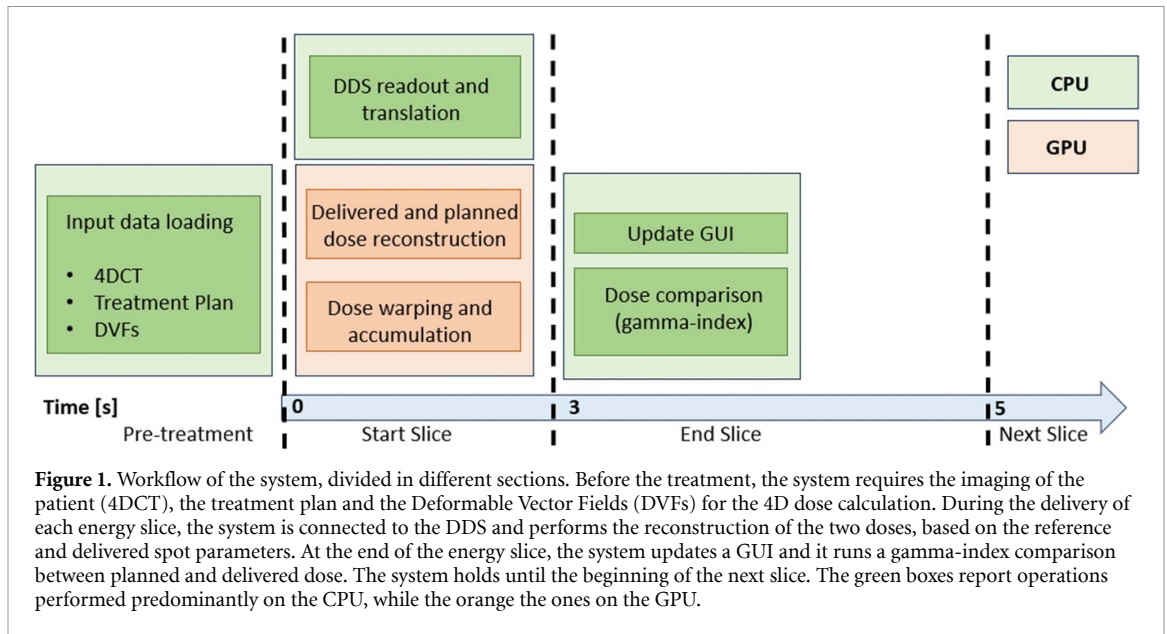 DDS readout and
translation
CPU
GPU
Input data loading
• 4DCT
• Treatment Plan
• DVFs
Delivered and planned
dose reconstruction
Dose warping and
accumulation
Update GUI
Dose comparison
(gamma-index)
Time [s]
0
3
5
Pre-treatment
Start Slice
End Slice
Next Slice
Figure 1. Workflow of the system, divided in different sections. Before the treatment, the system requires the imaging of the
patient (4DCT), the treatment plan and the Deformable Vector Fields (DVFs) for the 4D dose calculation. During the delivery of
each energy slice, the system is connected to the DDS and performs the reconstruction of the two doses, based on the reference
and delivered spot parameters. At the end of the energy slice, the system updates a GUI and it runs a gamma-index comparison
between planned and delivered dose. The system holds until the beginning of the next slice. The green boxes report operations
performed predominantly on the CPU, while the orange the ones on the GPU.